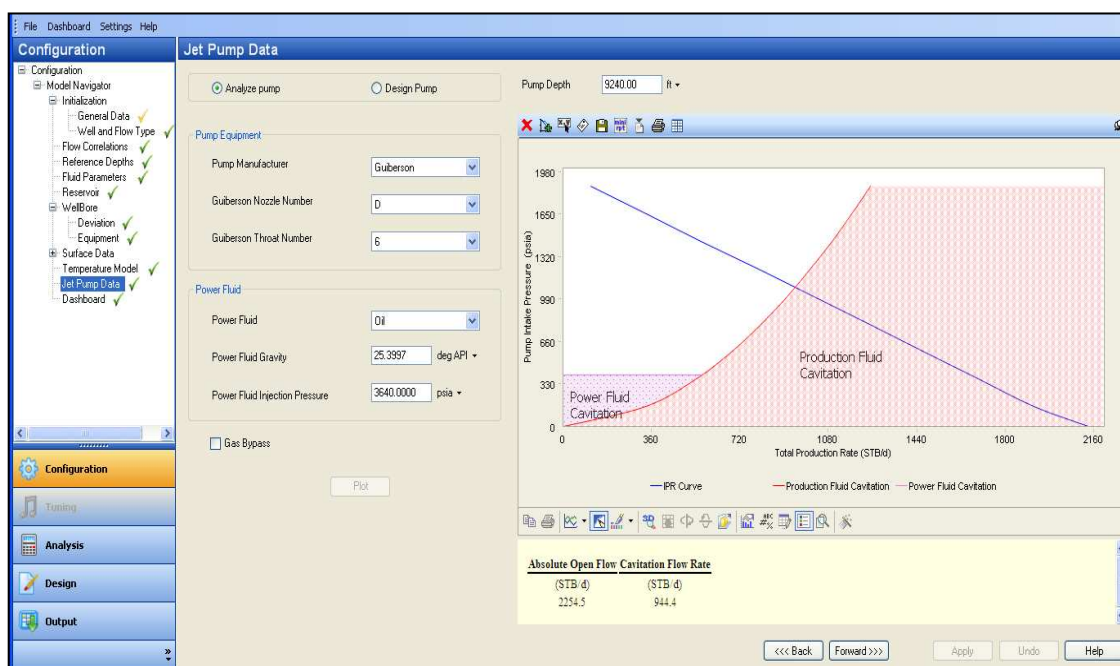 File Dashboard Settings Help
Configuration
Configuration
Model Navigator
Initialization
General Data
Well and Flow Type
Flow Correlations
Reference Depths
Fluid Parameters
Reservoir
WellBore
Deviation
Equipment
Surface Data
Temperature Model
Jet Pump Data
Dashboard
Configuration
Tuning
Analysis
Design
Output
Jet Pump Data
Analyze pump Design Pump
Pump Equipment
Pump Manufacturer Guiberson
Guiberson Nozzle Number D
Guiberson Throat Number 6
Power Fluid
Power Fluid Oil
Power Fluid Gravity 25.3997 deg API
Power Fluid Injection Pressure 3640.0000 psia
Gas Bypass
Plot
Pump Depth 9240.00 ft
Pump Intake Pressure (psia)
1980
1650
1320
990
660
330
0
Production Fluid
Cavitation
Power Fluid
Cavitation
0 360 720 1080 1440 1800 2160
Total Production Rate (STB/d)
IPR Curve Production Fluid Cavitation Power Fluid Cavitation
Absolute Open Flow Cavitation Flow Rate
(STB/d) (STB/d)
2254.5 944.4
<<< Back Forward >>> Apply Undo Help